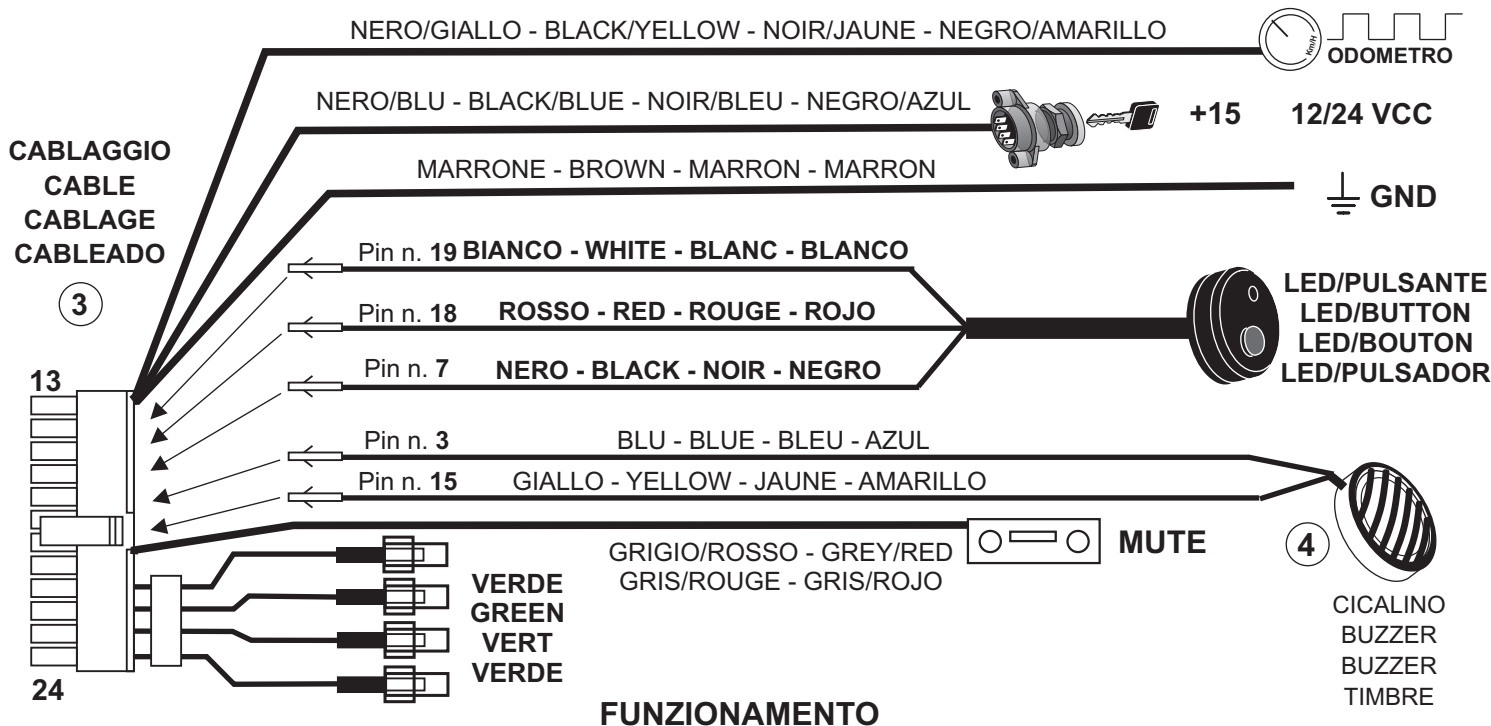 NERO/GIALLO - BLACK/YELLOW - NOIR/JAUNE - NEGRO/AMARILLO
Km/H
ODOMETRO
NERO/BLU - BLACK/BLUE - NOIR/BLEU - NEGRO/AZUL
+15
12/24 VCC
CABLAGGIO
CABLE
CABLAGE
CABLEADO
3
MARRONE - BROWN - MARRON - MARRON
GND
Pin n. 19 BIANCO - WHITE - BLANC - BLANCO
Pin n. 18 ROSSO - RED - ROUGE - ROJO
Pin n. 7 NERO - BLACK - NOIR - NEGRO
LED/PULSANTE
LED/BUTTON
LED/BOUTON
LED/PULSADOR
13
Pin n. 3 BLU - BLUE - BLEU - AZUL
Pin n. 15 GIALLO - YELLOW - JAUNE - AMARILLO
MUTE
GRIGIO/ROSSO - GREY/RED
GRIS/ROUGE - GRIS/ROJO
4
CICALINO
BUZZER
BUZZER
TIMBRE
VERDE
GREEN
VERT
VERDE
24
FUNZIONAMENTO